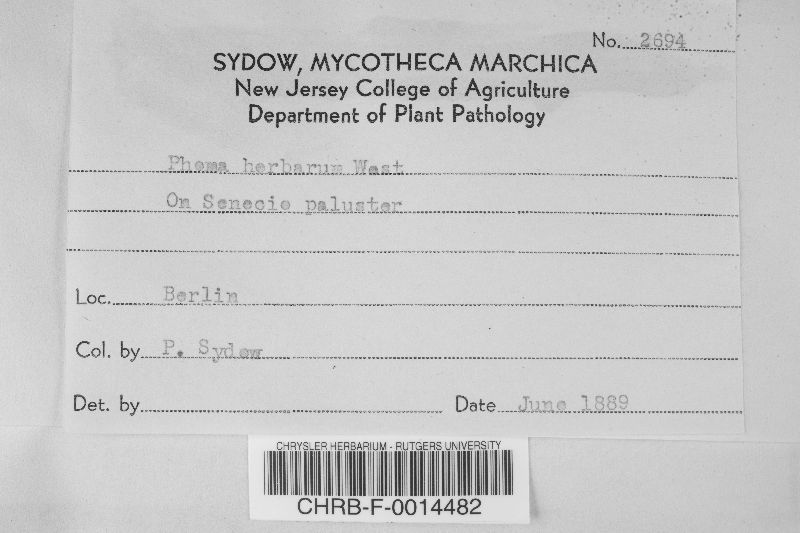 No. 2694
SYDOW, MYCOTHECA MARCHICA
New Jersey College of Agriculture
Department of Plant Pathology
Phoma herbarum West
On Senecio paluster
Loc. Berlin
Col. by P. Sydow
Det. by Date June 1889
CHRYSLER HERBARIUM - RUTGERS UNIVERSITY
CHRB-F-0014482